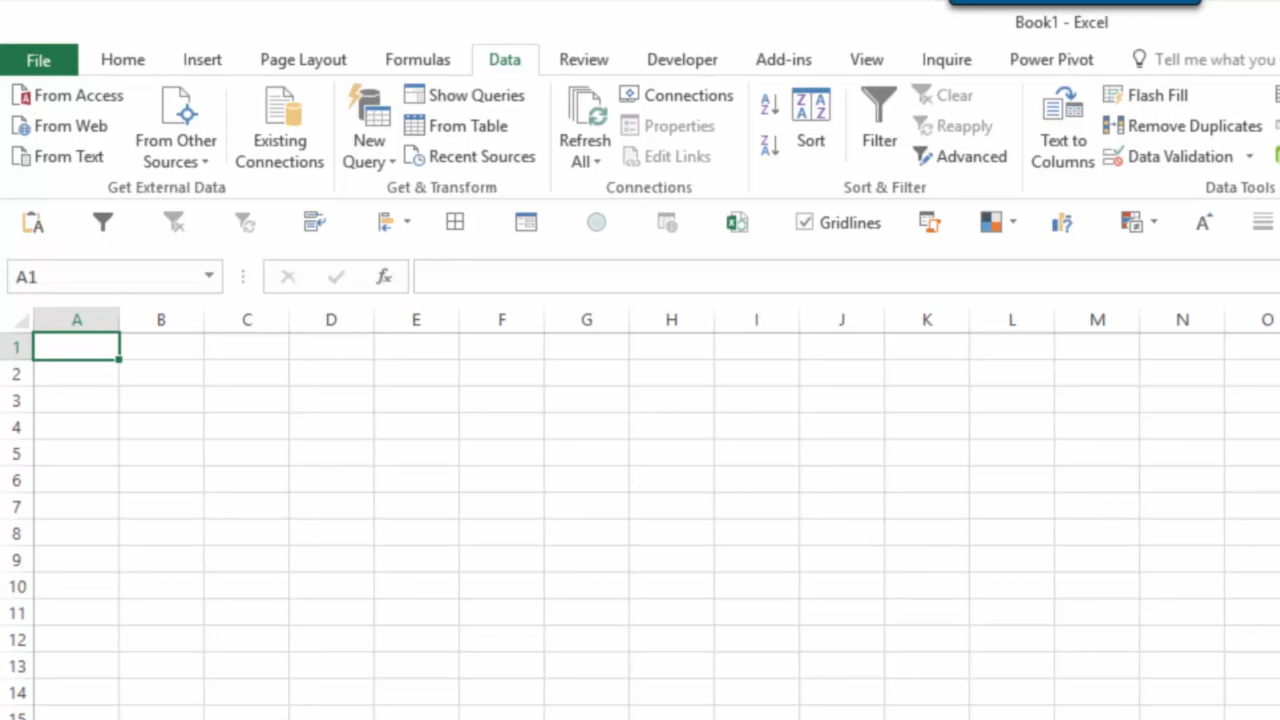 Book1 - Excel
File Home Insert Page Layout Formulas Data Review Developer Add-ins View Inquire Power Pivot Tell me what you
From Access
From Web
From Text
From Other
Sources
Existing
Connections
Get External Data
New
Query
Show Queries
From Table
Recent Sources
Get & Transform
Refresh
All
Connections
Properties
Edit Links
Connections
A
Z
Z
A
Z A
A Z
Sort
Filter
Clear
Reapply
Advanced
Sort & Filter
Text to
Columns
Flash Fill
Remove Duplicates
Data Validation
Data Tools
Gridlines
A
A1
fx
A B C D E F G H I J K L M N O
1
2
3
4
5
6
7
8
9
10
11
12
13
14
15